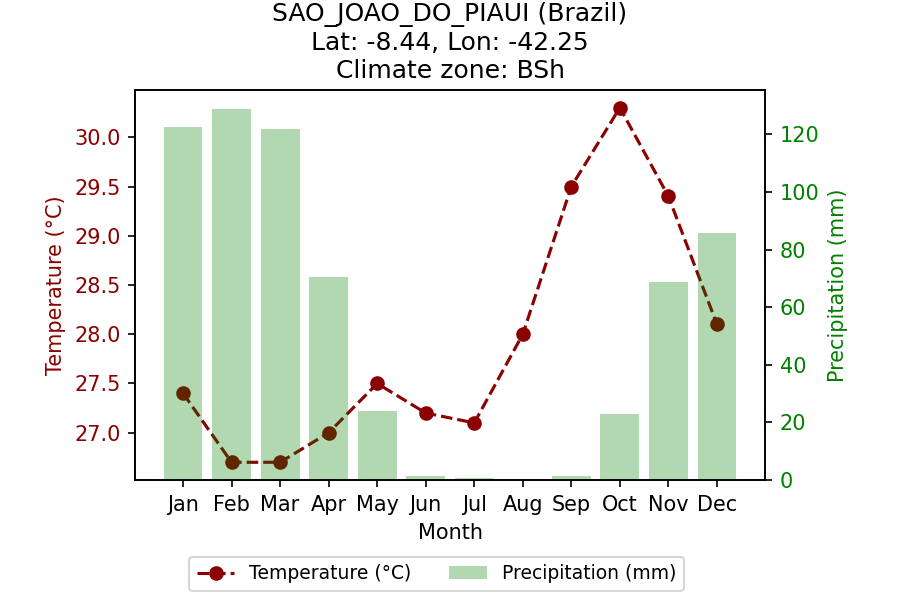 SAO_JOAO_DO_PIAUI (Brazil)
Lat: -8.44, Lon: -42.25
Climate zone: BSh
Temperature (°C)
30.0
29.5
29.0
28.5
28.0
27.5
27.0
120
100
80
60
40
20
0
Precipitation (mm)
Jan Feb Mar Apr May Jun Jul Aug Sep Oct Nov Dec
Month
Temperature (°C) Precipitation (mm)